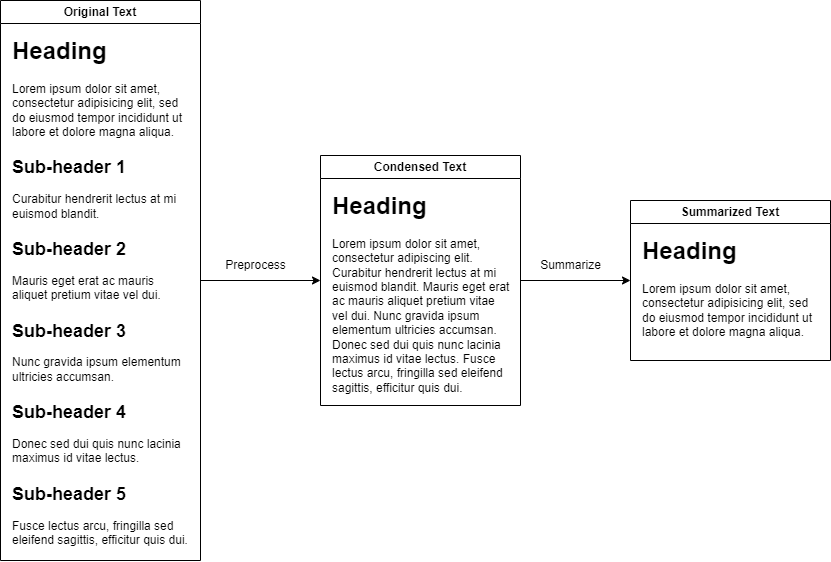 Original Text
Heading
Lorem ipsum dolor sit amet,
consectetur adipisicing elit, sed
do eiusmod tempor incididunt ut
labore et dolore magna aliqua.
Sub-header 1
Curabitur hendrerit lectus at mi
euismod blandit.
Sub-header 2
Mauris eget erat ac mauris
aliquet pretium vitae vel dui.
Sub-header 3
Nunc gravida ipsum elementum
ultricies accumsan.
Sub-header 4
Donec sed dui quis nunc lacinia
maximus id vitae lectus.
Sub-header 5
Fusce lectus arcu, fringilla sed
eleifend sagittis, efficitur quis dui.
Preprocess
Condensed Text
Heading
Lorem ipsum dolor sit amet,
consectetur adipiscing elit.
Curabitur hendrerit lectus at mi
euismod blandit. Mauris eget erat
ac mauris aliquet pretium vitae
vel dui. Nunc gravida ipsum
elementum ultricies accumsan.
Donec sed dui quis nunc lacinia
maximus id vitae lectus. Fusce
lectus arcu, fringilla sed eleifend
sagittis, efficitur quis dui.
Summarize
Summarized Text
Heading
Lorem ipsum dolor sit amet,
consectetur adipisicing elit, sed
do eiusmod tempor incididunt ut
labore et dolore magna aliqua.